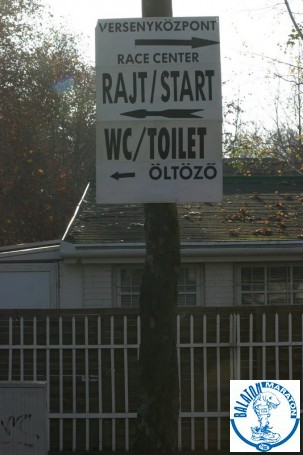 VERSENYKÖZPONT
RACE CENTER
RAJT/START
WC/TOILET
ÖLTÖZŐ
BALATON
MARATON